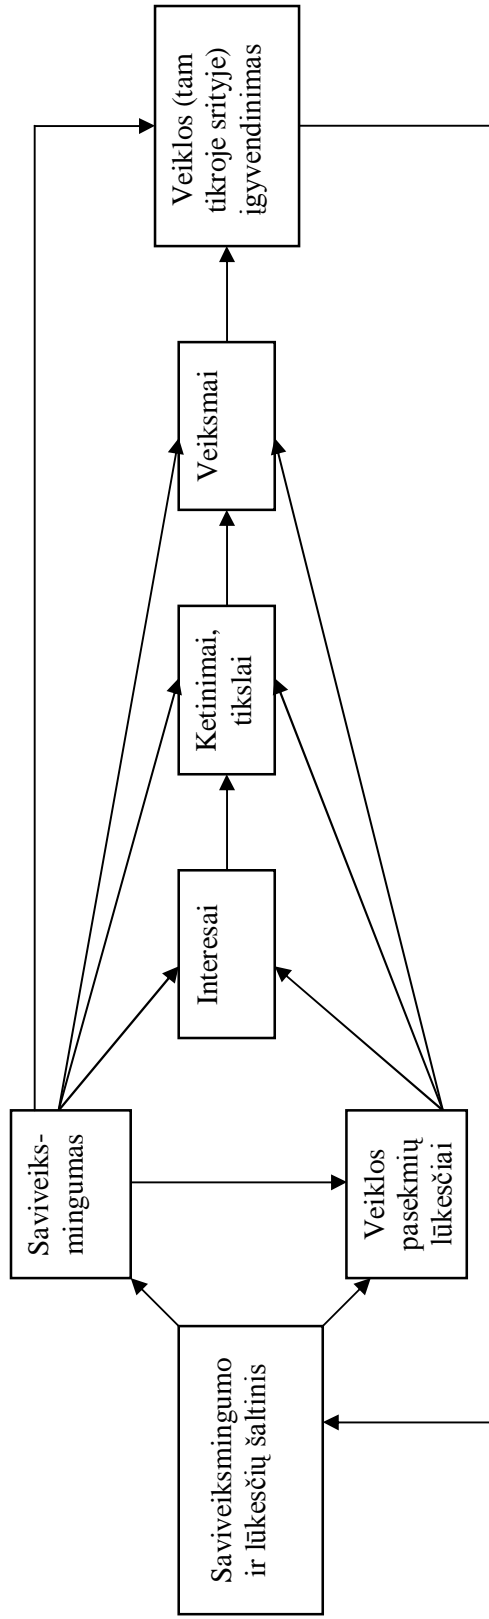 Saviveiksmingumo
ir lūkesčių šaltinis
Saviveiks-
mingumas
Veiklos
pasekmių
lūkesčiai
Interesai
Ketinimai,
tikslai
Veiksmai
Veiklos (tam
tikroje srityje)
įgyvendinimas